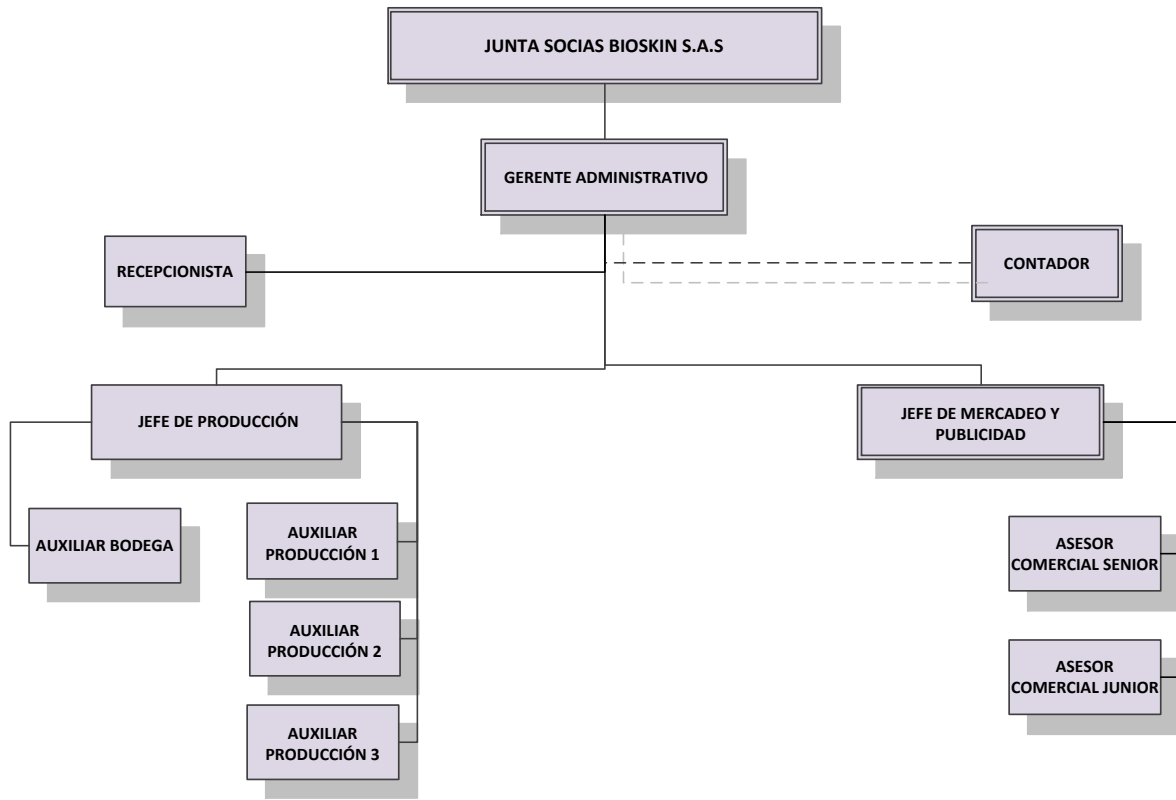 JUNTA SOCIAS BIOSKIN S.A.S
GERENTE ADMINISTRATIVO
RECEPCIONISTA
CONTADOR
JEFE DE PRODUCCIÓN
JEFE DE MERCADEO Y
PUBLICIDAD
AUXILIAR BODEGA
AUXILIAR
PRODUCCIÓN 1
AUXILIAR
PRODUCCIÓN 2
AUXILIAR
PRODUCCIÓN 3
ASESOR
COMERCIAL SENIOR
ASESOR
COMERCIAL JUNIOR